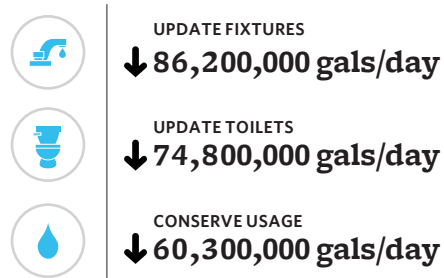 UPDATE FIXTURES
86,200,000 gals/day
UPDATE TOILETS
74,800,000 gals/day
CONSERVE USAGE
60,300,000 gals/day